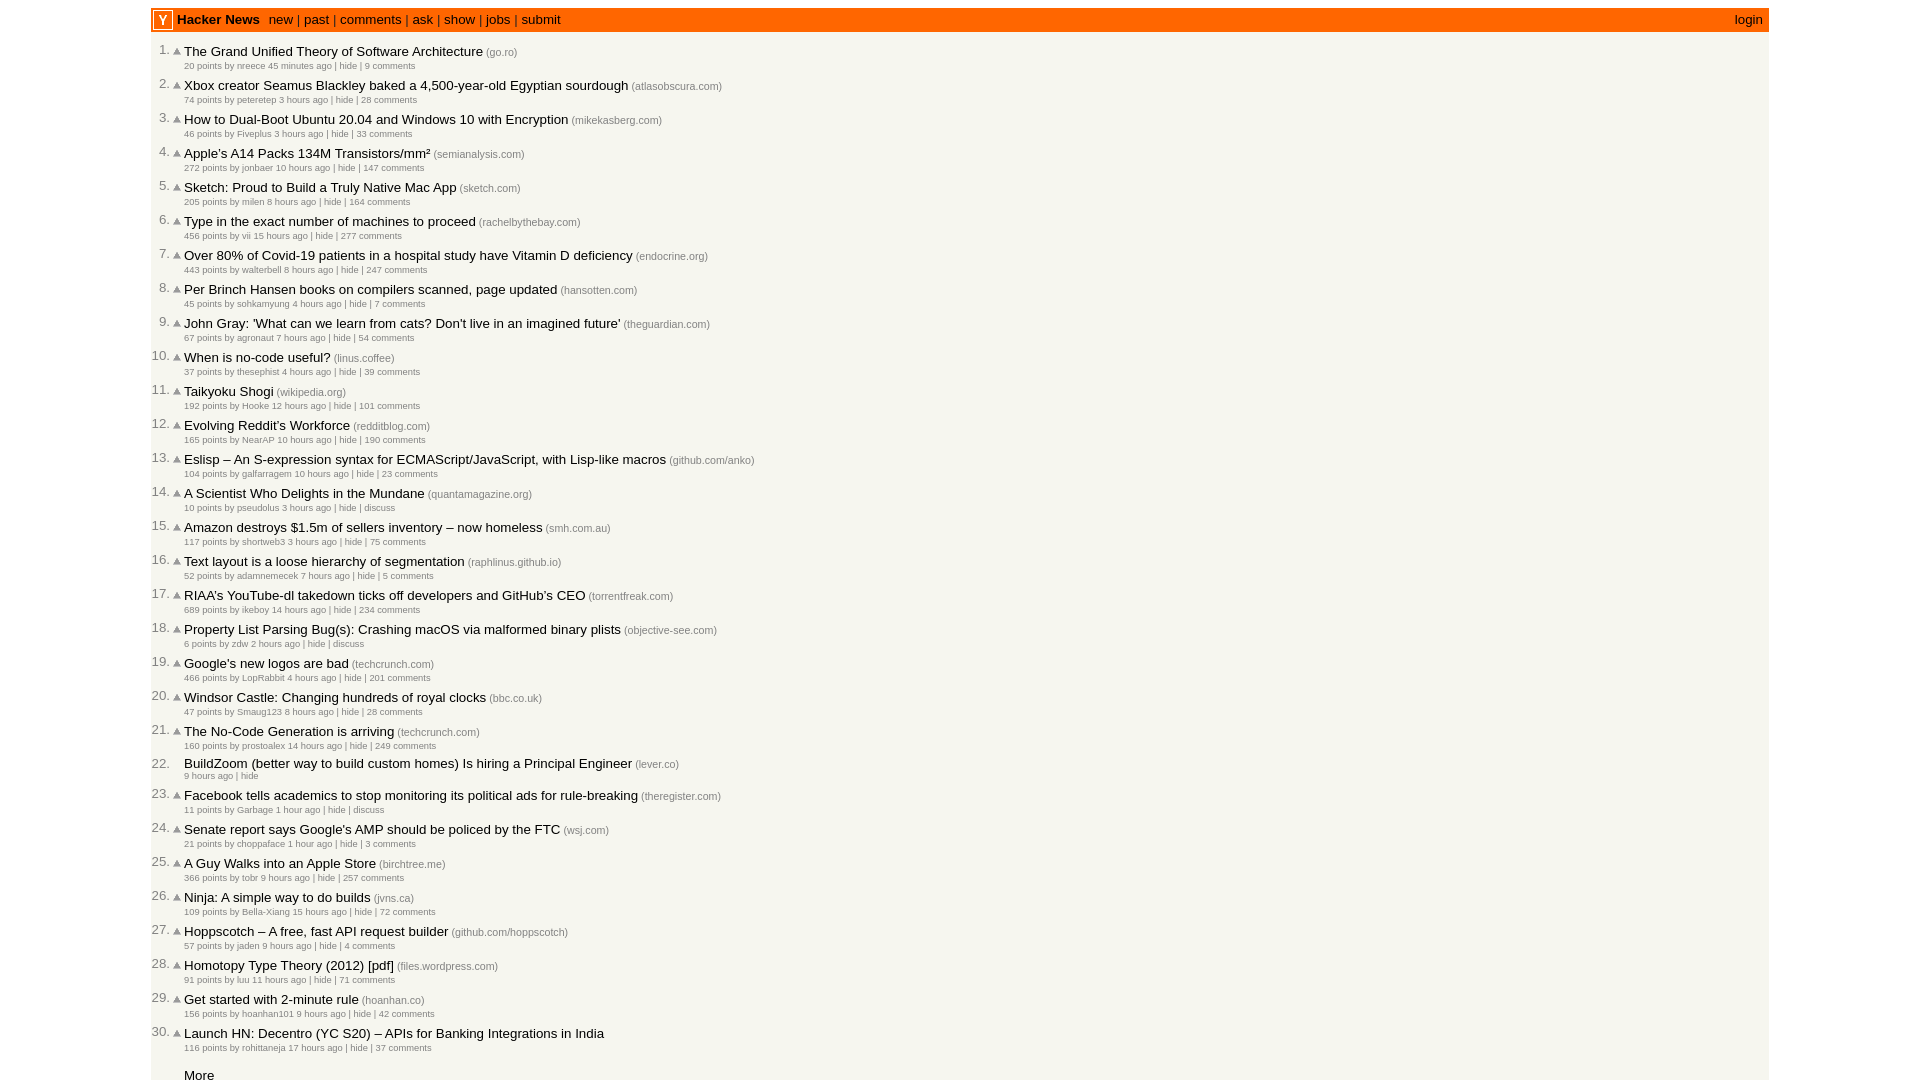 Y Hacker News new | past | comments | ask | show | jobs | submit login
1. The Grand Unified Theory of Software Architecture (go.ro)
20 points by nreece 45 minutes ago | hide | 9 comments
2. Xbox creator Seamus Blackley baked a 4,500-year-old Egyptian sourdough (atlasobscura.com)
74 points by peteretep 3 hours ago | hide | 28 comments
3. How to Dual-Boot Ubuntu 20.04 and Windows 10 with Encryption (mikekasberg.com)
46 points by Fiveplus 3 hours ago | hide | 33 comments
4. Apple’s A14 Packs 134M Transistors/mm² (semianalysis.com)
272 points by jonbaer 10 hours ago | hide | 147 comments
5. Sketch: Proud to Build a Truly Native Mac App (sketch.com)
205 points by milen 8 hours ago | hide | 164 comments
6. Type in the exact number of machines to proceed (rachelbythebay.com)
456 points by vii 15 hours ago | hide | 277 comments
7. Over 80% of Covid-19 patients in a hospital study have Vitamin D deficiency (endocrine.org)
443 points by walterbell 8 hours ago | hide | 247 comments
8. Per Brinch Hansen books on compilers scanned, page updated (hansotten.com)
45 points by sohkamyung 4 hours ago | hide | 7 comments
9. John Gray: 'What can we learn from cats? Don't live in an imagined future' (theguardian.com)
67 points by agronaut 7 hours ago | hide | 54 comments
10. When is no-code useful? (linus.coffee)
37 points by thesephist 4 hours ago | hide | 39 comments
11. Taikyoku Shogi (wikipedia.org)
192 points by Hooke 12 hours ago | hide | 101 comments
12. Evolving Reddit’s Workforce (redditblog.com)
165 points by NearAP 10 hours ago | hide | 190 comments
13. Eslisp – An S-expression syntax for ECMAScript/JavaScript, with Lisp-like macros (github.com/anko)
104 points by galfarragem 10 hours ago | hide | 23 comments
14. A Scientist Who Delights in the Mundane (quantamagazine.org)
10 points by pseudolus 3 hours ago | hide | discuss
15. Amazon destroys $1.5m of sellers inventory – now homeless (smh.com.au)
117 points by shortweb3 3 hours ago | hide | 75 comments
16. Text layout is a loose hierarchy of segmentation (raphlinus.github.io)
52 points by adamnemecek 7 hours ago | hide | 5 comments
17. RIAA’s YouTube-dl takedown ticks off developers and GitHub’s CEO (torrentfreak.com)
689 points by ikeboy 14 hours ago | hide | 234 comments
18. Property List Parsing Bug(s): Crashing macOS via malformed binary plists (objective-see.com)
6 points by zdw 2 hours ago | hide | discuss
19. Google's new logos are bad (techcrunch.com)
466 points by LopRabbit 4 hours ago | hide | 201 comments
20. Windsor Castle: Changing hundreds of royal clocks (bbc.co.uk)
47 points by Smaug123 8 hours ago | hide | 28 comments
21. The No-Code Generation is arriving (techcrunch.com)
160 points by prostoalex 14 hours ago | hide | 249 comments
22. BuildZoom (better way to build custom homes) Is hiring a Principal Engineer (lever.co)
9 hours ago | hide
23. Facebook tells academics to stop monitoring its political ads for rule-breaking (theregister.com)
11 points by Garbage 1 hour ago | hide | discuss
24. Senate report says Google's AMP should be policed by the FTC (wsj.com)
21 points by choppaface 1 hour ago | hide | 3 comments
25. A Guy Walks into an Apple Store (birchtree.me)
366 points by tobr 9 hours ago | hide | 257 comments
26. Ninja: A simple way to do builds (jvns.ca)
109 points by Bella-Xiang 15 hours ago | hide | 72 comments
27. Hoppscotch – A free, fast API request builder (github.com/hoppscotch)
57 points by jaden 9 hours ago | hide | 4 comments
28. Homotopy Type Theory (2012) [pdf] (files.wordpress.com)
91 points by luu 11 hours ago | hide | 71 comments
29. Get started with 2-minute rule (hoanhan.co)
156 points by hoanhan101 9 hours ago | hide | 42 comments
30. Launch HN: Decentro (YC S20) – APIs for Banking Integrations in India
116 points by rohittaneja 17 hours ago | hide | 37 comments
More